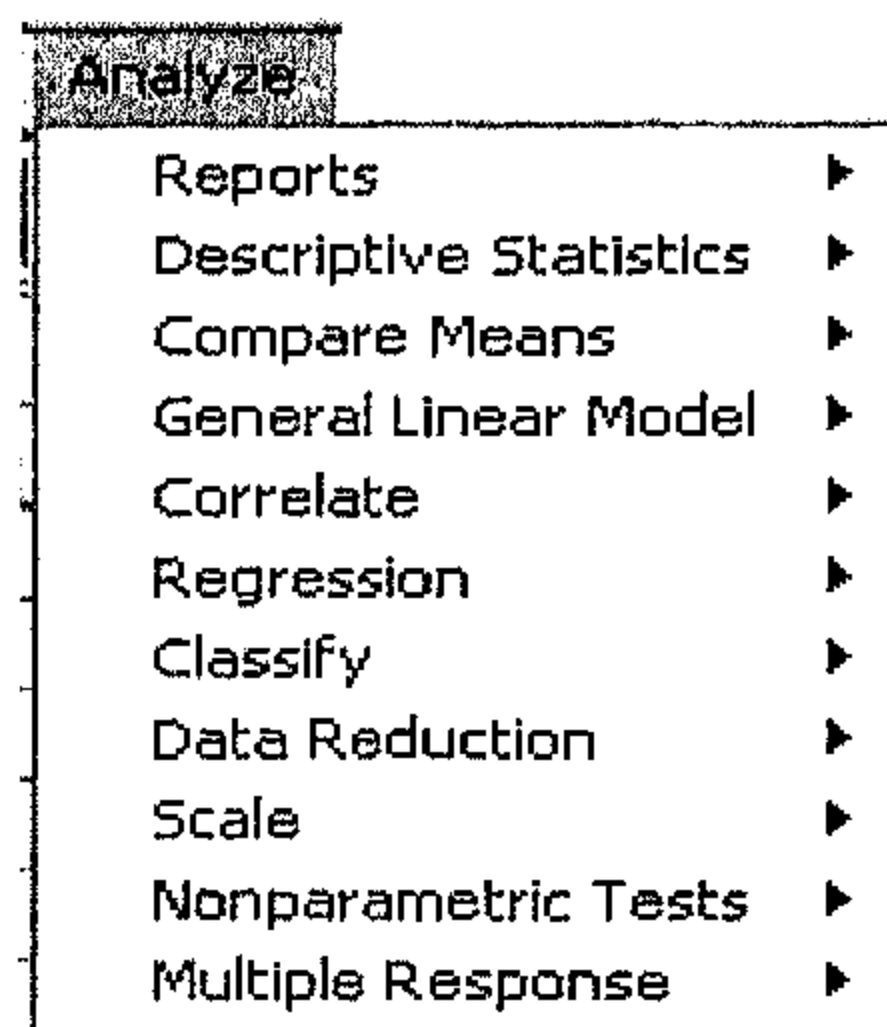 Analyze
Reports
Descriptive Statistics
Compare Means
General Linear Model
Correlate
Regression
Classify
Data Reduction
Scale
Nonparametric Tests
Multiple Response